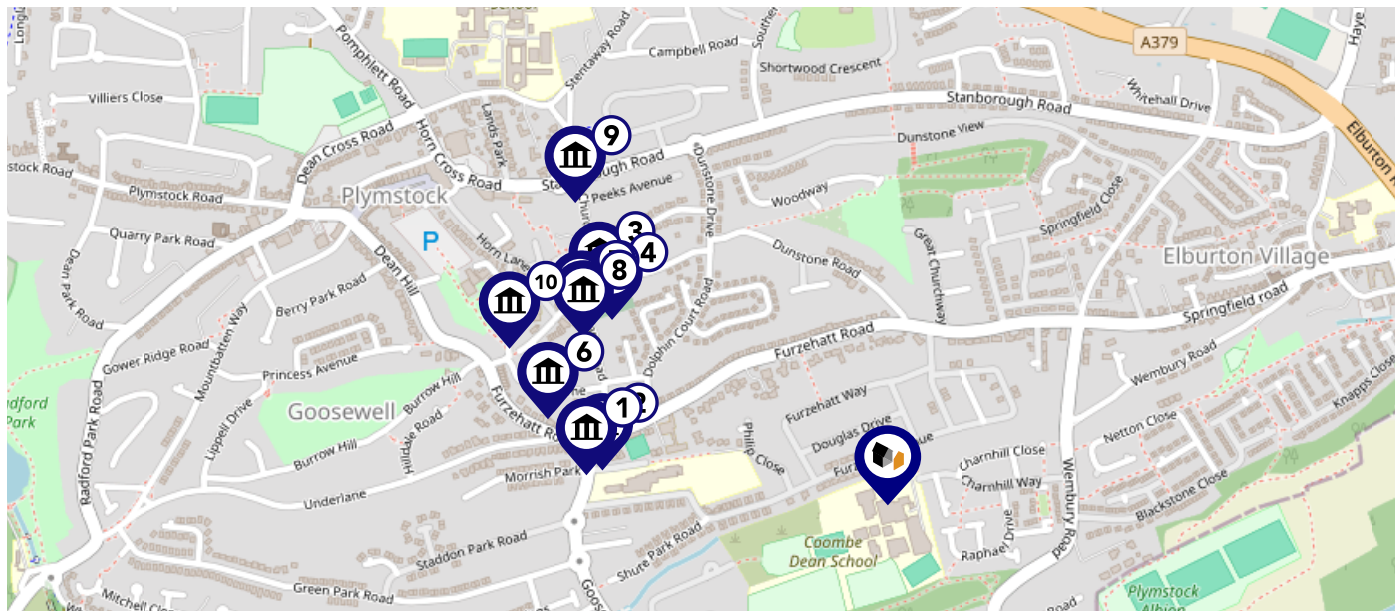 School
A379
Haye
Pomphlett Road
Stentaway Road
Campbell Road
Shortwood Crescent
Villiers Close
Whitehall Drive
Stanborough Road
Dunstone View
Elburton
Dean Cross Road
Horn Cross Road
Lands Park
9
Peeks Avenue
Dunstone Drive
Woodway
Springfield Close
Plymstock Road
Plymstock
Quarry Park Road
P
Horn Lane
3
4
8
10
Dunstone Road
Great Churchway
Elburton Village
Dean Park Road
Dean Hill
Berry Park Road
Springfield road
Mountbatten Way
Gower Ridge Road
Princess Avenue
Dolphin Court Road
Furzehatt Road
6
Wembury Road
Knapps Close
Radford Park Road
Goosewell
Burrow Hill
Furzehatt Way
1
2
Lippell Drive
Hilldale Road
Furzehatt
Douglas Drive
Netton Close
Philip Close
Burrow Hill
Morrish Park
Charnhill Close
Charnhill Way
Blackstone Close
Underlane
Wembury Road
Staddon Park Road
Shute Park Road
Coombe
Dean School
Raphael Drive
Green Park Road
Mitchell Close
Plymstock
Albion
Road